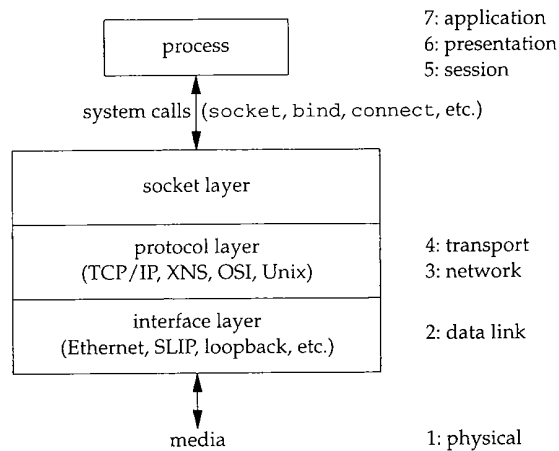 process
7: application
6: presentation
5: session
system calls (socket, bind, connect, etc.)
socket layer
protocol layer
(TCP/IP, XNS, OSI, Unix)
4: transport
3: network
interface layer
(Ethernet, SLIP, loopback, etc.)
2: data link
media
1: physical